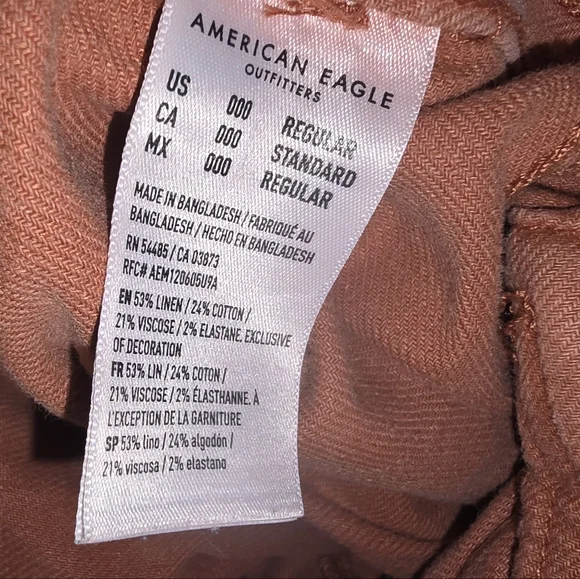 AMERICAN EAGLE
OUTFITTERS
US 000 REGULAR
CA 000 STANDARD
MX 000 REGULAR
MADE IN BANGLADESH / FABRIQUÉ AU
BANGLADESH / HECHO EN BANGLADESH
RN 54485 / CA 03873
RFC# AEM120605U9A
EN 53% LINEN / 24% COTTON /
21% VISCOSE / 2% ELASTANE. EXCLUSIVE
OF DECORATION
FR 53% LIN / 24% COTON /
21% VISCOSE / 2% ÉLASTHANNE. À
L'EXCEPTION DE LA GARNITURE
SP 53% lino / 24% algodón /
21% viscosa / 2% elastano